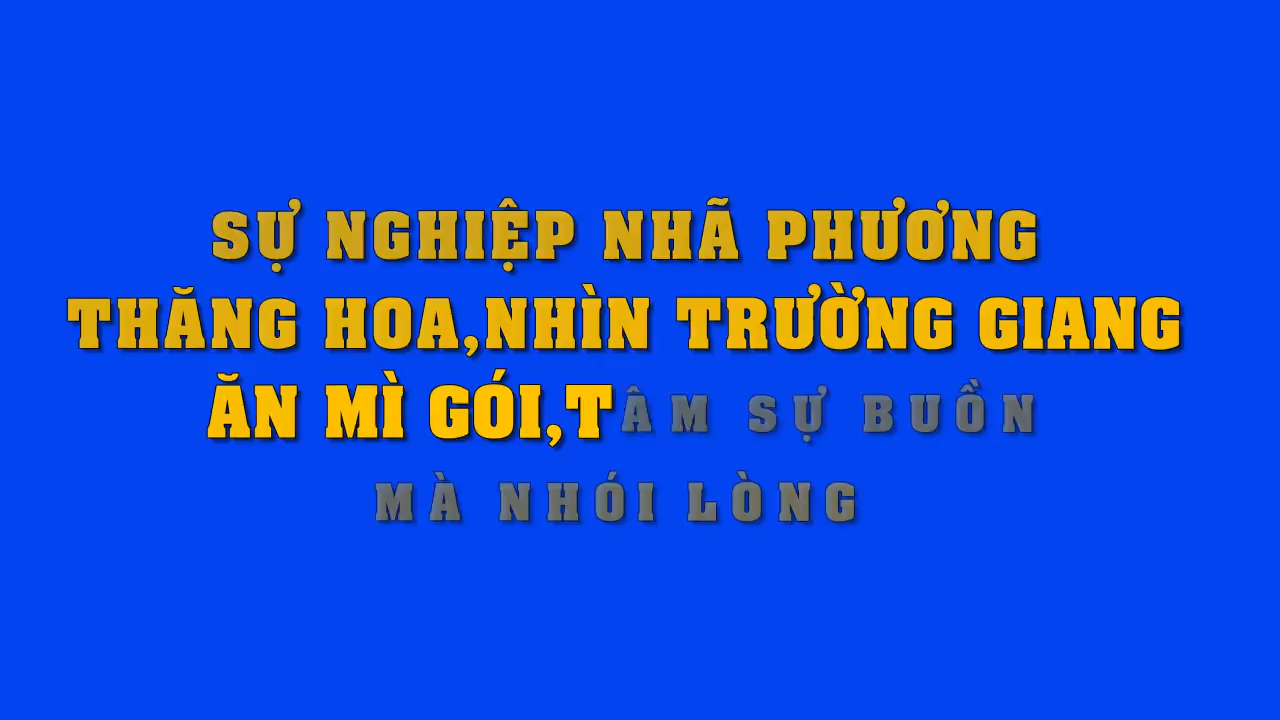 SỰ NGHIỆP NHÃ PHƯƠNG
THĂNG HOA,NHÌN TRƯỜNG GIANG
ĂN MÌ GÓI,TÂM SỰ BUỒN
MÀ NHÓI LÒNG